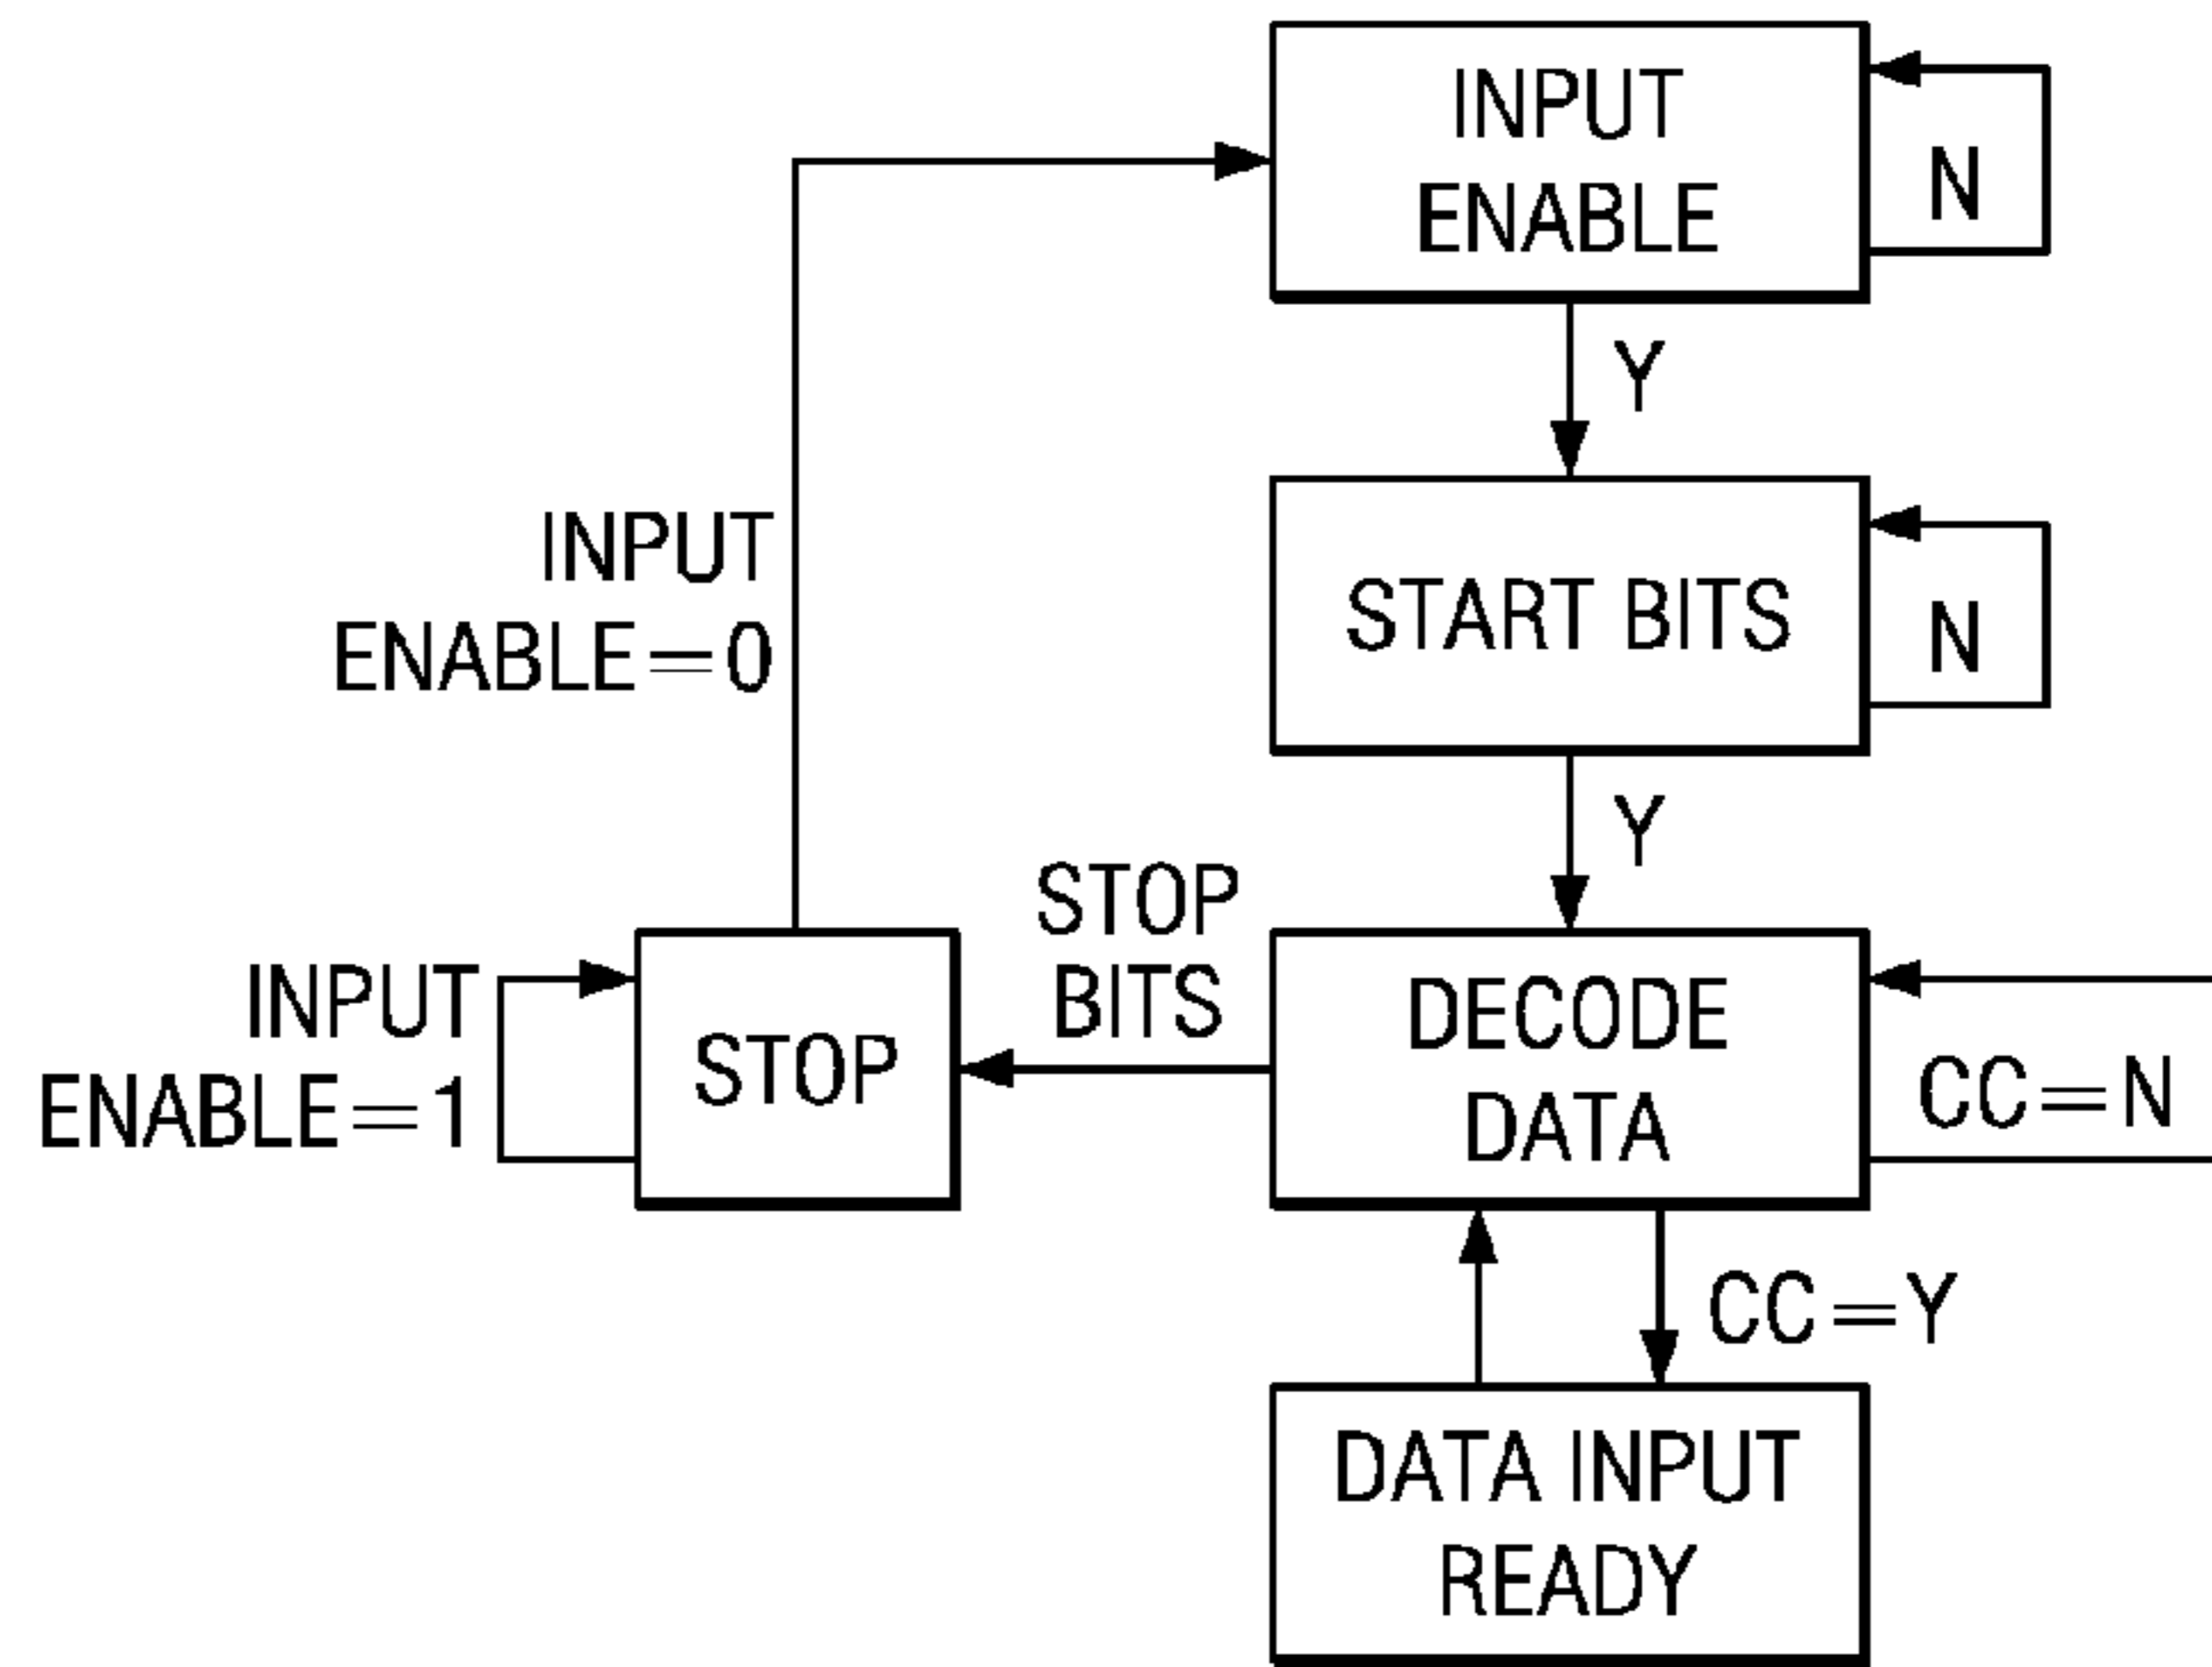 INPUT
ENABLE
N
Y
INPUT
ENABLE=0
START BITS
N
Y
STOP
BITS
INPUT
ENABLE=1
STOP
DECODE
DATA
CC=N
CC=Y
DATA INPUT
READY